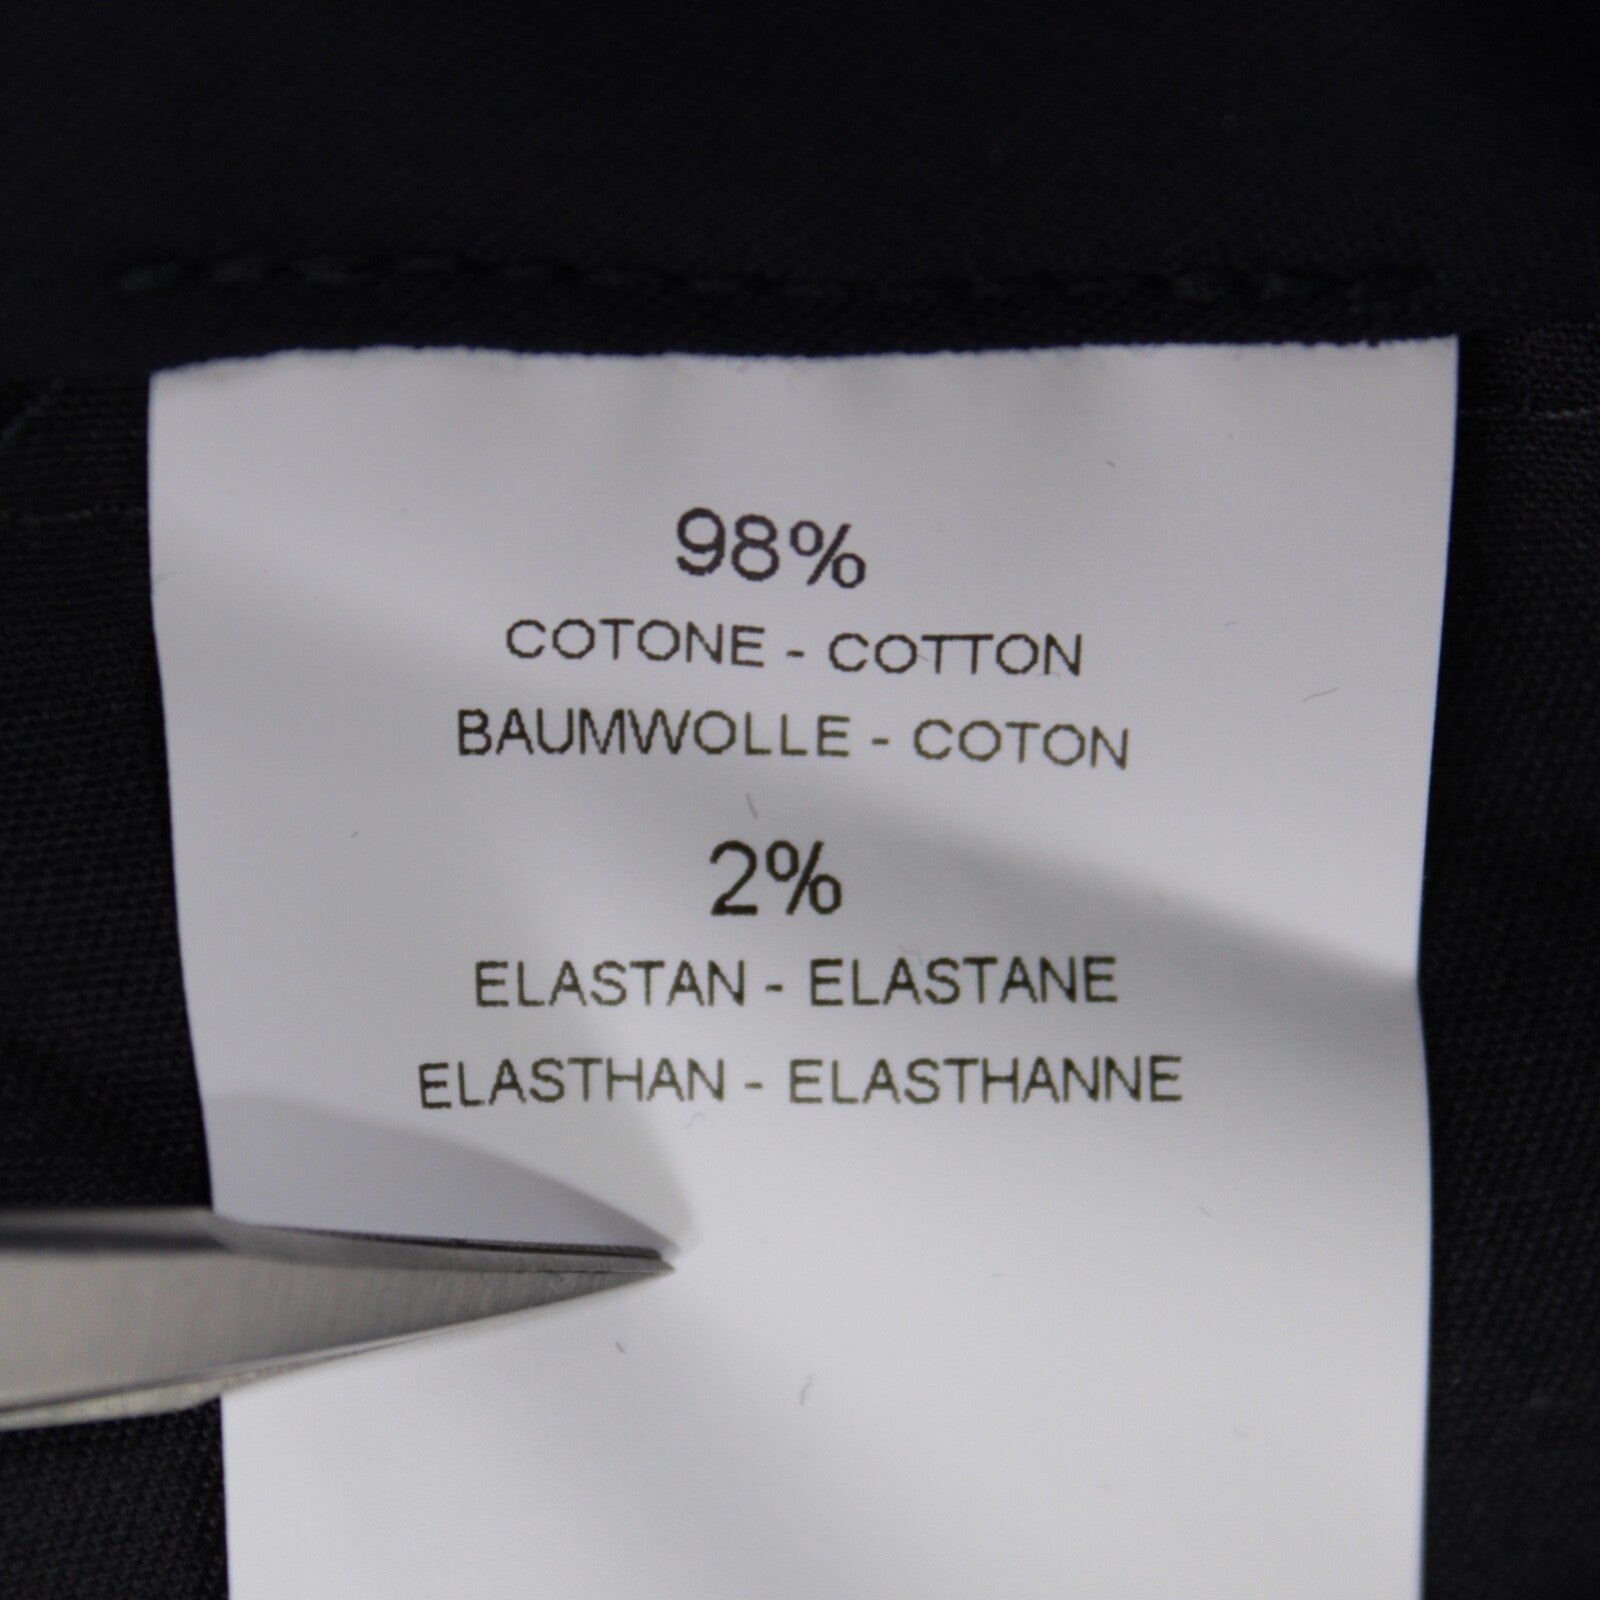 98%
COTONE - COTTON
BAUMWOLLE - COTON
2%
ELASTAN - ELASTANE
ELASTHAN - ELASTHANNE